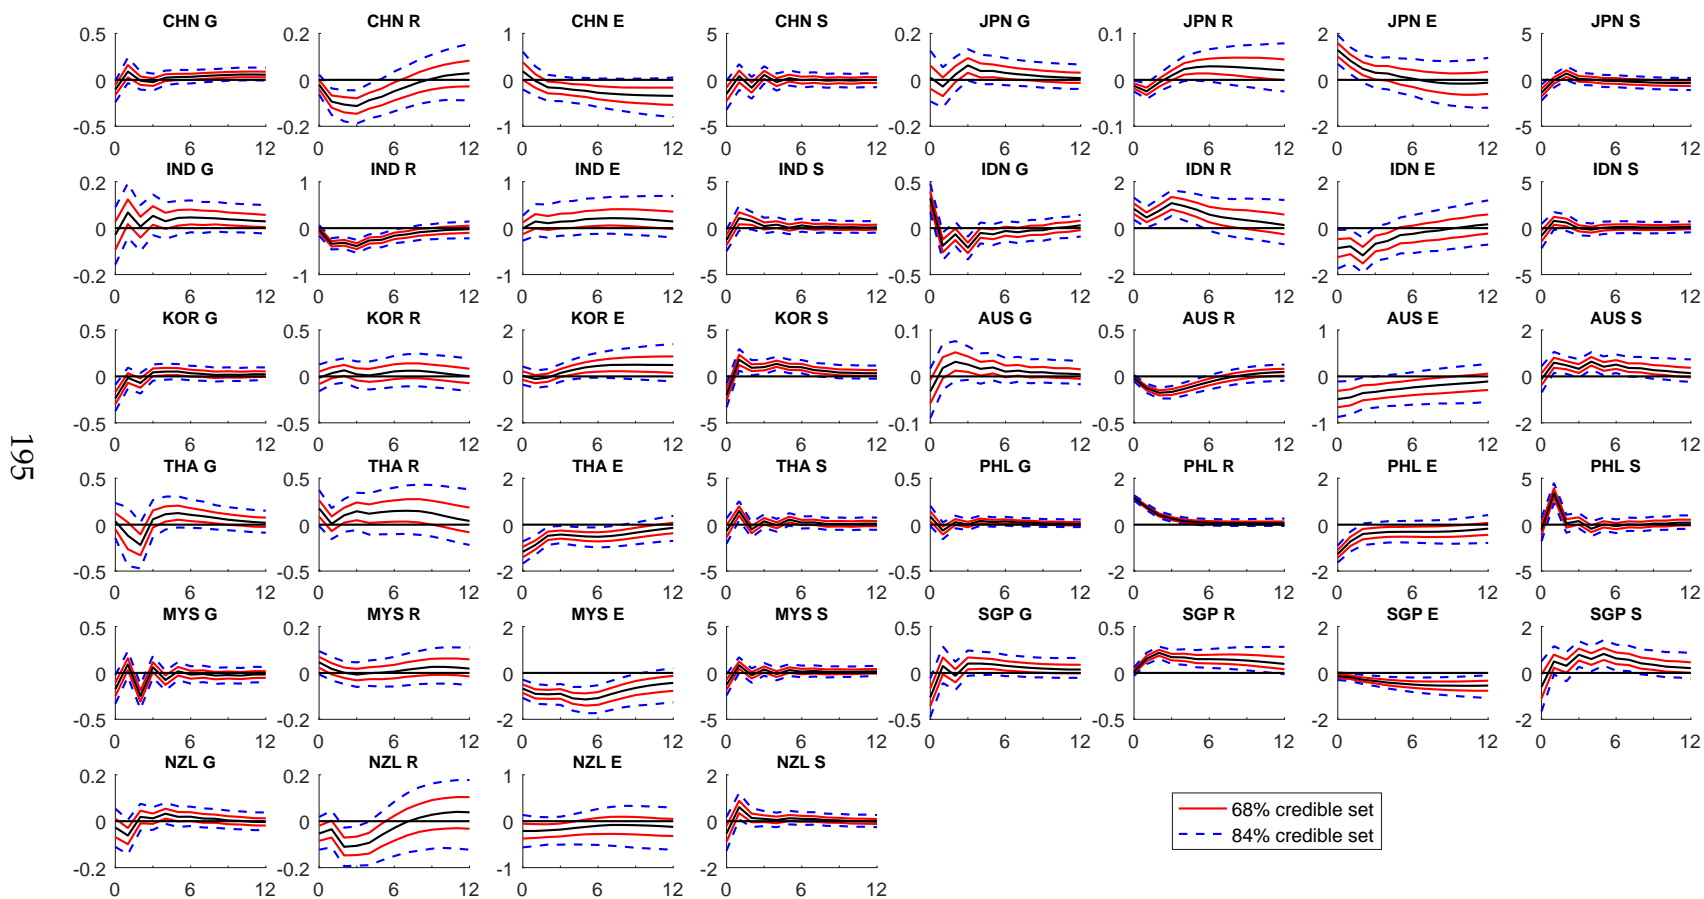 CHN G CHN R CHN E CHN S JPN G JPN R JPN E JPN S
0.5 0.2 1 5 0.2 0.1 2 5
0 0 0 0 0 0 0 0
-0.5 -0.2 -1 -5 -0.2 -0.1 -2 -5
0 6 12 0 6 12 0 6 12 0 6 12 0 6 12 0 6 12 0 6 12 0 6 12
IND G IND R IND E IND S IDN G IDN R IDN E IDN S
0.2 1 1 5 0.5 2 2 5
0 0 0 0 0 0 0 0
-0.2 -1 -1 -5 -0.5 -2 -2 -5
0 6 12 0 6 12 0 6 12 0 6 12 0 6 12 0 6 12 0 6 12 0 6 12
KOR G KOR R KOR E KOR S AUS G AUS R AUS E AUS S
0.5 0.5 2 5 0.1 0.5 1 2
0 0 0 0 0 0 0 0
-0.5 -0.5 -2 -5 -0.1 -0.5 -1 -2
0 6 12 0 6 12 0 6 12 0 6 12 0 6 12 0 6 12 0 6 12 0 6 12
195
THA G THA R THA E THA S PHL G PHL R PHL E PHL S
0.5 0.5 2 5 2 2 2 5
0 0 0 0 0 0 0 0
-0.5 -0.5 -2 -5 -2 -2 -2 -5
0 6 12 0 6 12 0 6 12 0 6 12 0 6 12 0 6 12 0 6 12 0 6 12
MYS G MYS R MYS E MYS S SGP G SGP R SGP E SGP S
0.5 0.2 2 5 0.5 0.5 2 2
0 0 0 0 0 0 0 0
-0.5 -0.2 -2 -5 -0.5 -0.5 -2 -2
0 6 12 0 6 12 0 6 12 0 6 12 0 6 12 0 6 12 0 6 12 0 6 12
NZL G NZL R NZL E NZL S
0.2 0.2 1 2
0 0 0 0
-0.2 -0.2 -1 -2
0 6 12 0 6 12 0 6 12 0 6 12
68% credible set
84% credible set